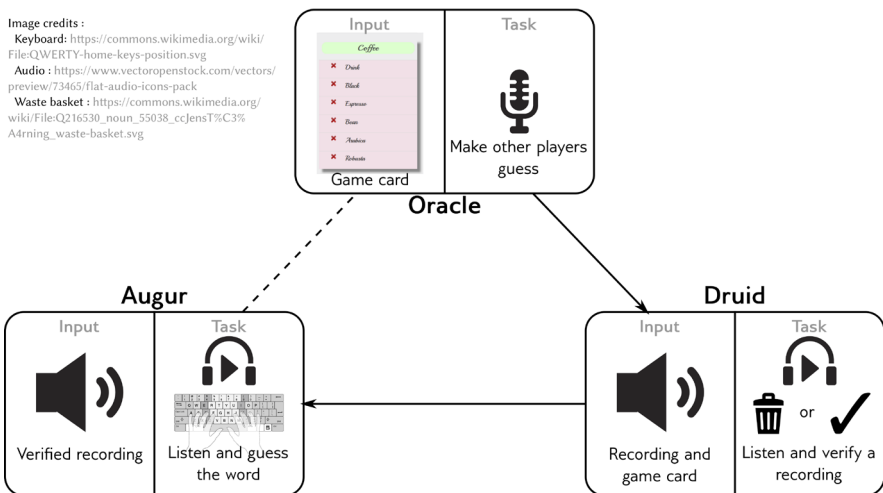 Image credits :
Keyboard: https://commons.wikimedia.org/wiki/
File:QWERTY-home-keys-position.svg
Audio : https://www.vectoropenstock.com/vectors/
preview/73465/flat-audio-icons-pack
Waste basket : https://commons.wikimedia.org/
wiki/File:Q216530_noun_55038_ccJensT%C3%
A4rning_waste-basket.svg
Input
Task
Coffee
Drink
Black
Espresso
Bean
Arabica
Robusta
Game card
Make other players
guess
Oracle
Augur
Input
Task
Verified recording
Listen and guess
the word
Druid
Input
Task
or
Recording and
game card
Listen and verify a
recording